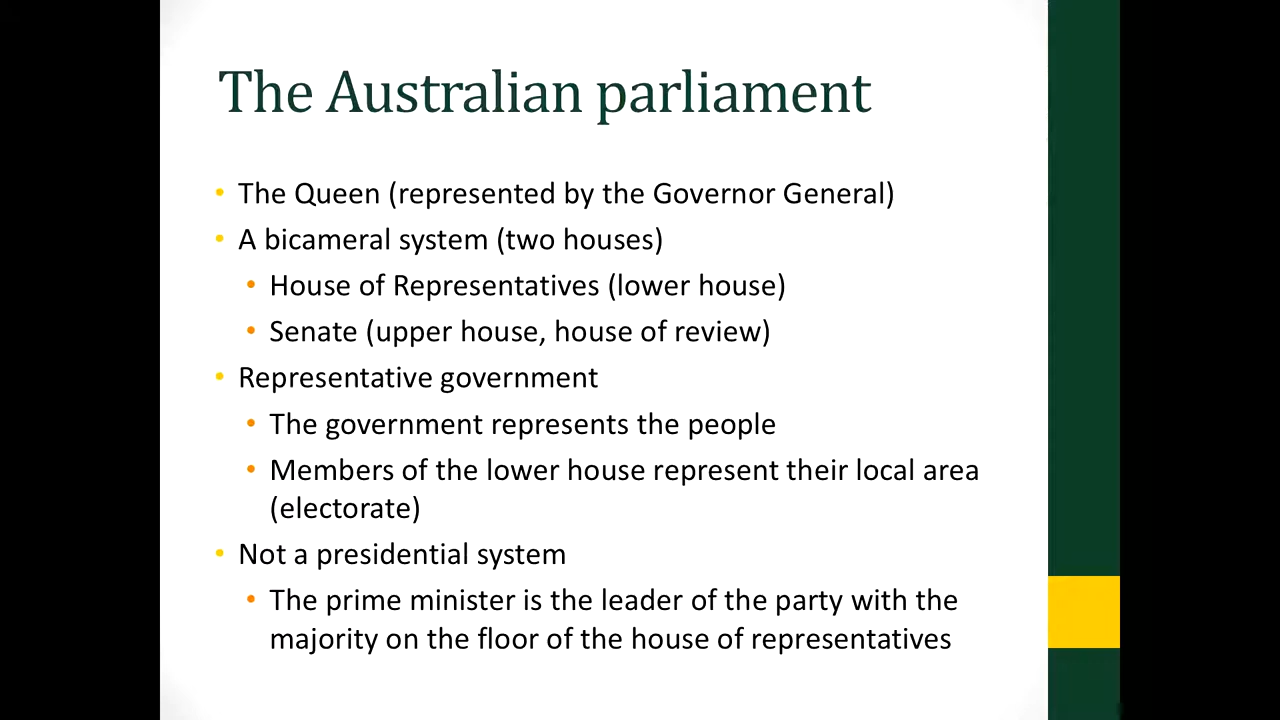 The Australian parliament
• The Queen (represented by the Governor General)
• A bicameral system (two houses)
• House of Representatives (lower house)
• Senate (upper house, house of review)
• Representative government
• The government represents the people
• Members of the lower house represent their local area
(electorate)
• Not a presidential system
• The prime minister is the leader of the party with the
majority on the floor of the house of representatives